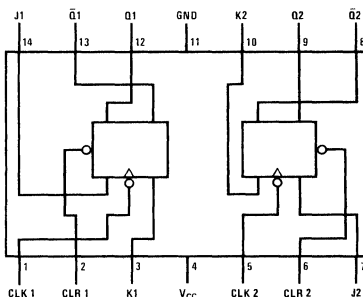 J1 Q̄1 Q1 GND K2 Q2 Q̄2
14 13 12 11 10 9 8
1 2 3 4 5 6 7
CLK 1 CLR 1 K1 VCC CLK 2 CLR 2 J2